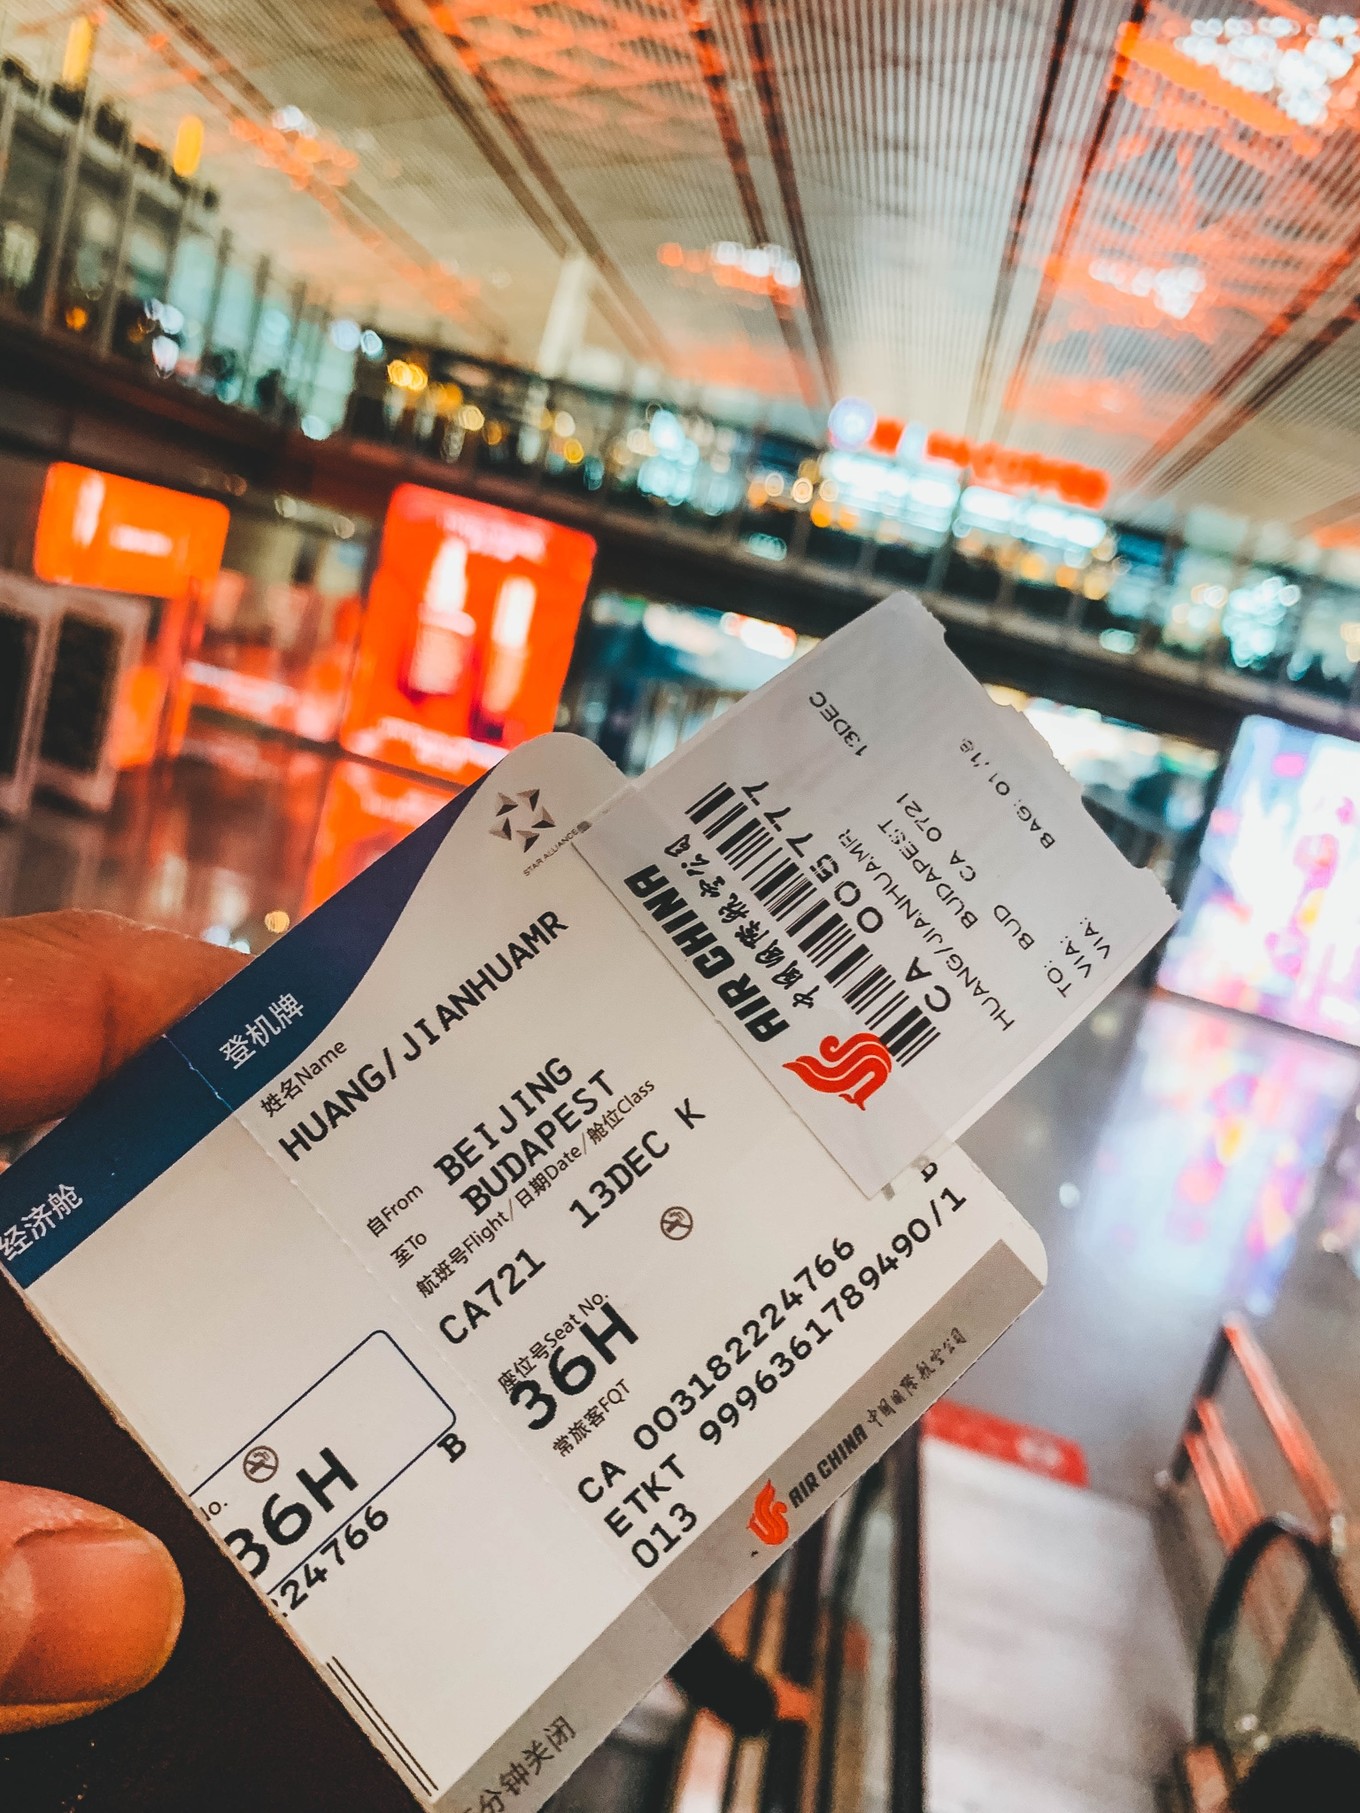 登机牌
经济舱
STAR ALLIANCE
姓名Name
HUANG/JIANHUAMR
自From BEIJING
至To BUDAPEST
航班号Flight/日期Date/舱位Class
CA721 13DEC K
座位号Seat No.
36H
常旅客FQT
CA 003182224766
ETKT 9996361789490/1
013
AIR CHINA 中国国际航空公司
36H
B
24766
分钟关闭
AIR CHINA
中国国际航空公司
CA 005777
HUANG/JIANHUAMR
BUDAPEST
TO: BUD CA 0721
VIA:
VIA:
13DEC
BAG: 01 /18